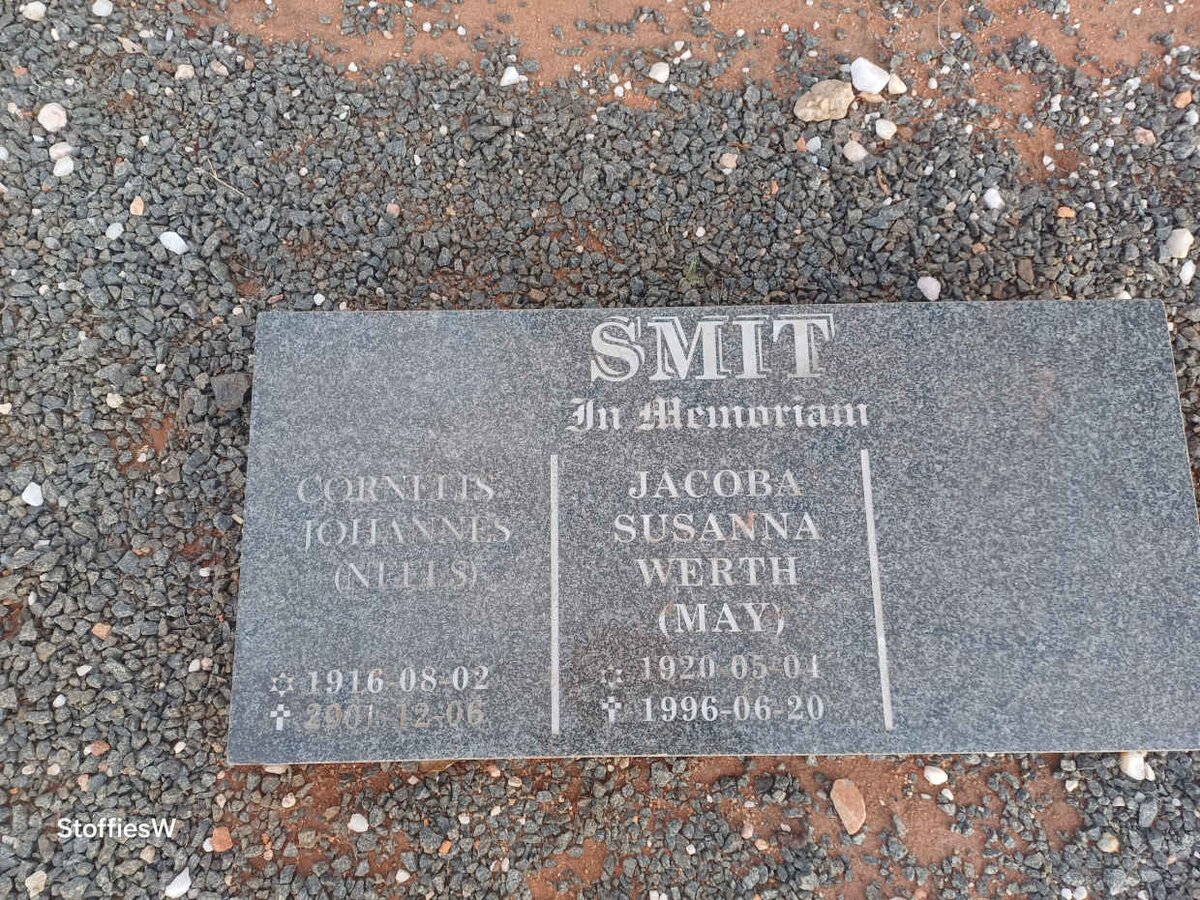 SMIT
In Memoriam
CORNELIS
JOHANNES
(NEELS)
1916-08-02
2001-12-06
JACOBA
SUSANNA
WERTH
(MAY)
1920-05-04
1996-06-20
StoffiesW